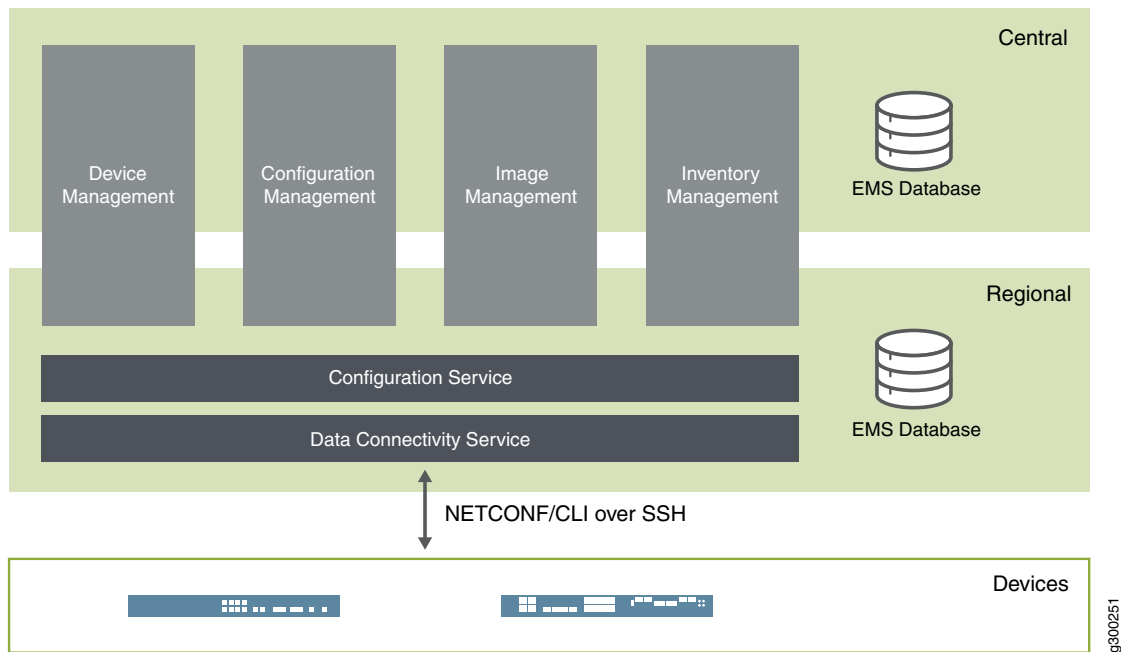 Central
Device
Management
Configuration
Management
Image
Management
Inventory
Management
EMS Database
Regional
EMS Database
Configuration Service
Data Connectivity Service
NETCONF/CLI over SSH
Devices
g300251